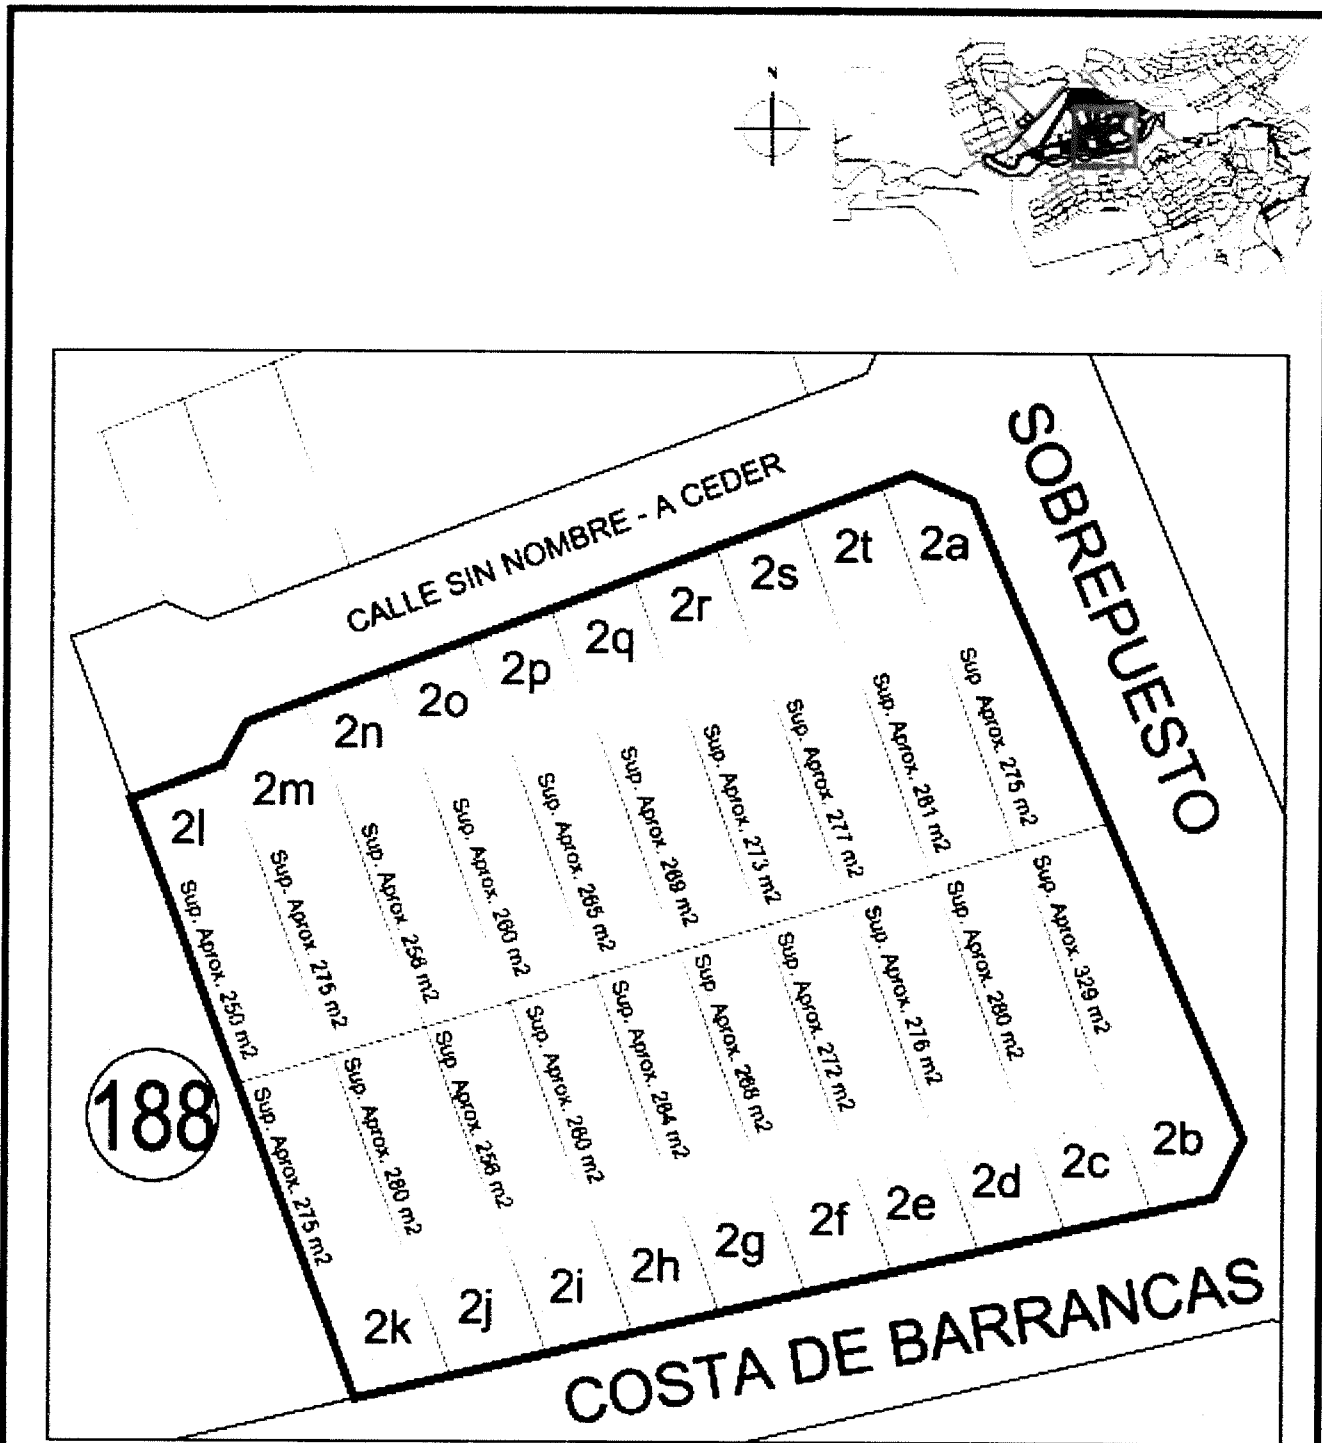 N
CALLE SIN NOMBRE - A CEDER
SOBREPUESTO
2l
2m
2n
2o
2p
2q
2r
2s
2t
2a
Sup. Aprox. 250 m2
Sup. Aprox. 275 m2
Sup. Aprox. 256 m2
Sup. Aprox. 260 m2
Sup. Aprox. 265 m2
Sup. Aprox. 269 m2
Sup. Aprox. 273 m2
Sup. Aprox. 277 m2
Sup. Aprox. 281 m2
Sup. Aprox. 275 m2
188
Sup. Aprox. 275 m2
Sup. Aprox. 280 m2
Sup. Aprox. 256 m2
Sup. Aprox. 260 m2
Sup. Aprox. 264 m2
Sup. Aprox. 268 m2
Sup. Aprox. 272 m2
Sup. Aprox. 276 m2
Sup. Aprox. 280 m2
Sup. Aprox. 329 m2
2k
2j
2i
2h
2g
2f
2e
2d
2c
2b
COSTA DE BARRANCAS